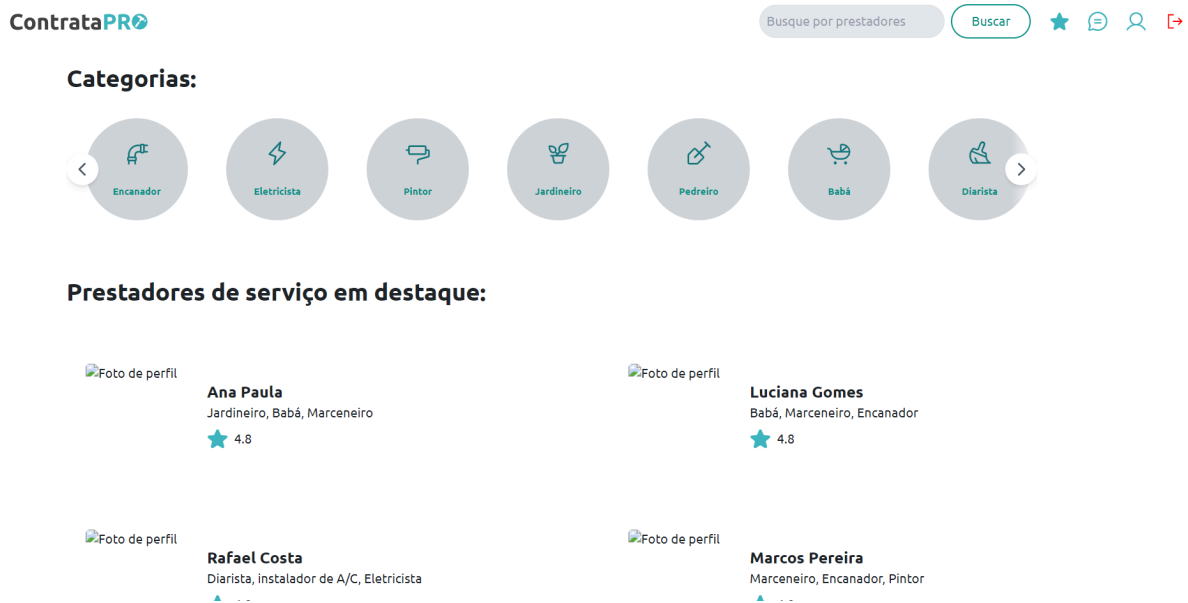 ContrataPRO
Busque por prestadores
Buscar
Categorias:
Encanador
Eletricista
Pintor
Jardineiro
Pedreiro
Babá
Diarista
Prestadores de serviço em destaque:
Foto de perfil
Ana Paula
Jardineiro, Babá, Marceneiro
4.8
Foto de perfil
Luciana Gomes
Babá, Marceneiro, Encanador
4.8
Foto de perfil
Rafael Costa
Diarista, instalador de A/C, Eletricista
Foto de perfil
Marcos Pereira
Marceneiro, Encanador, Pintor